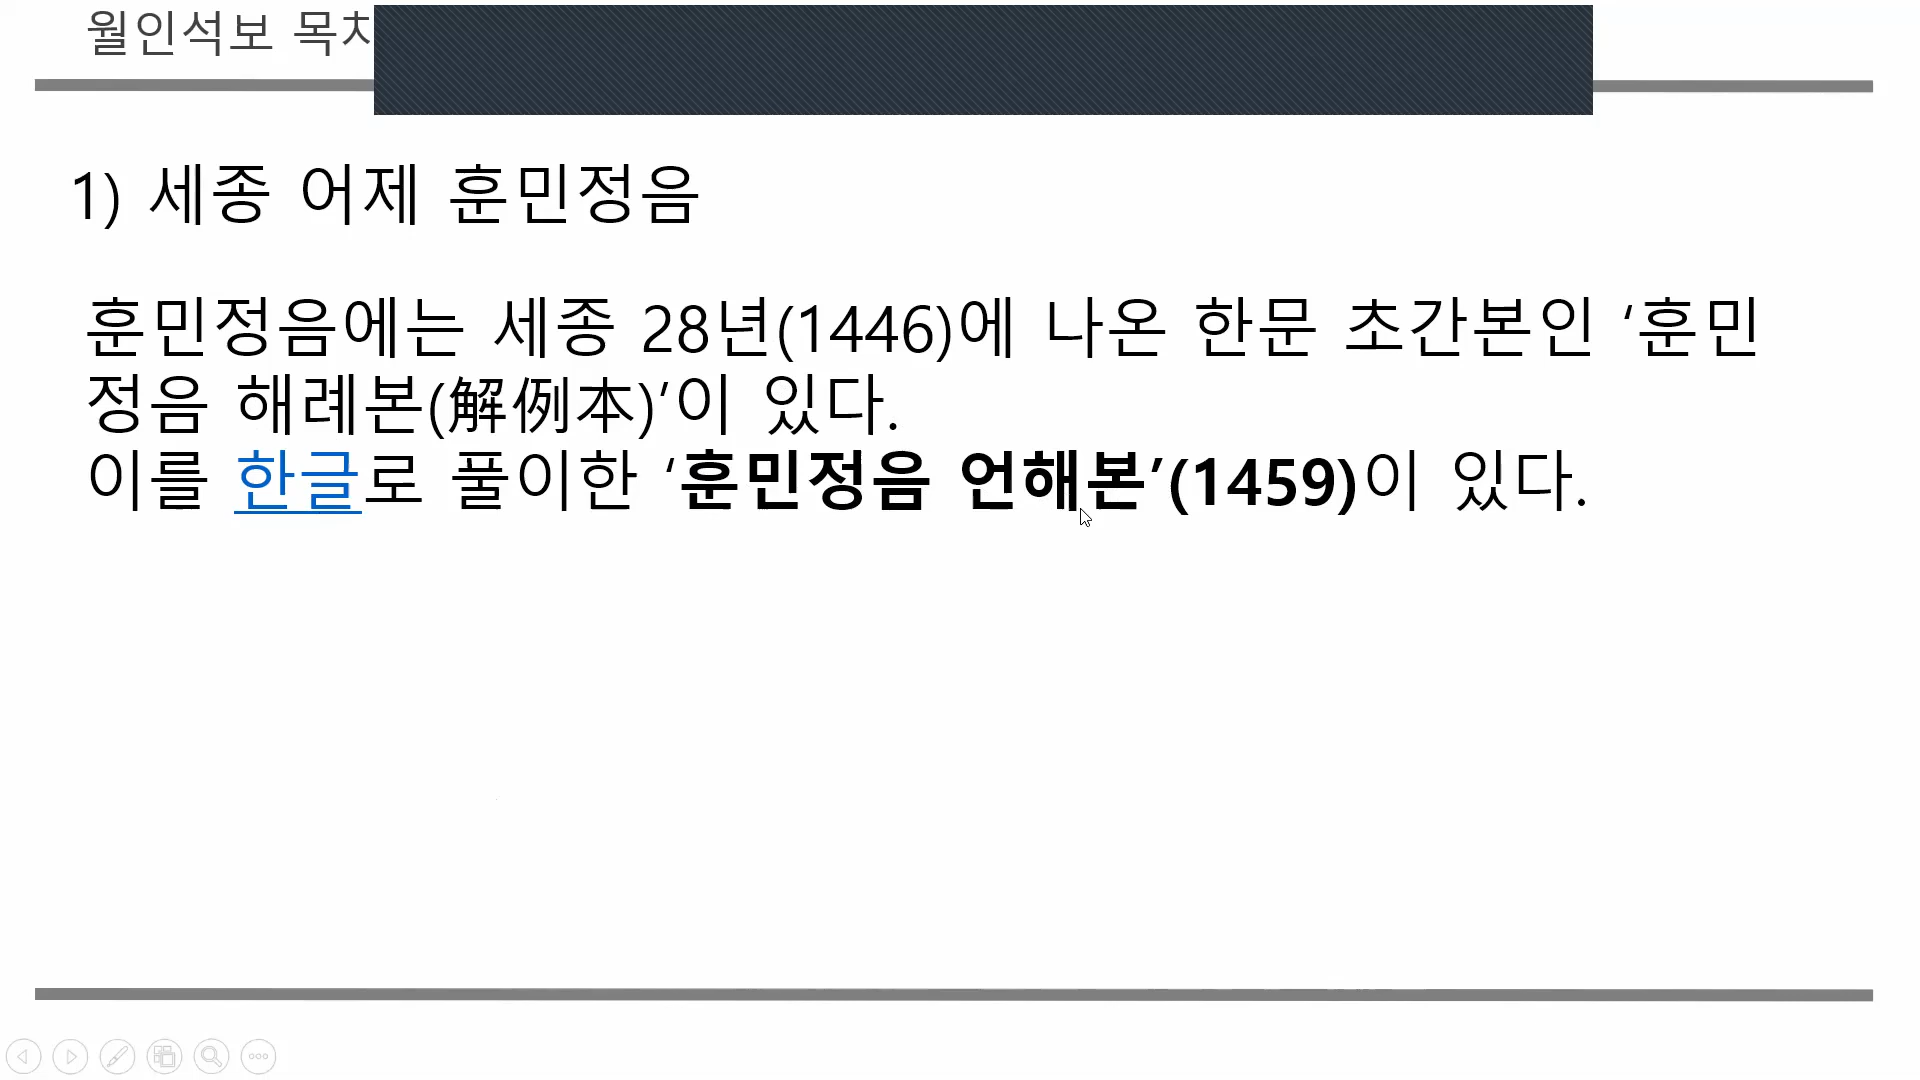 월인석보 목차
1) 세종 어제 훈민정음
훈민정음에는 세종 28년(1446)에 나온 한문 초간본인 ‘훈민
정음 해례본(解例本)’이 있다.
이를 한글로 풀이한 ‘훈민정음 언해본’(1459)이 있다.